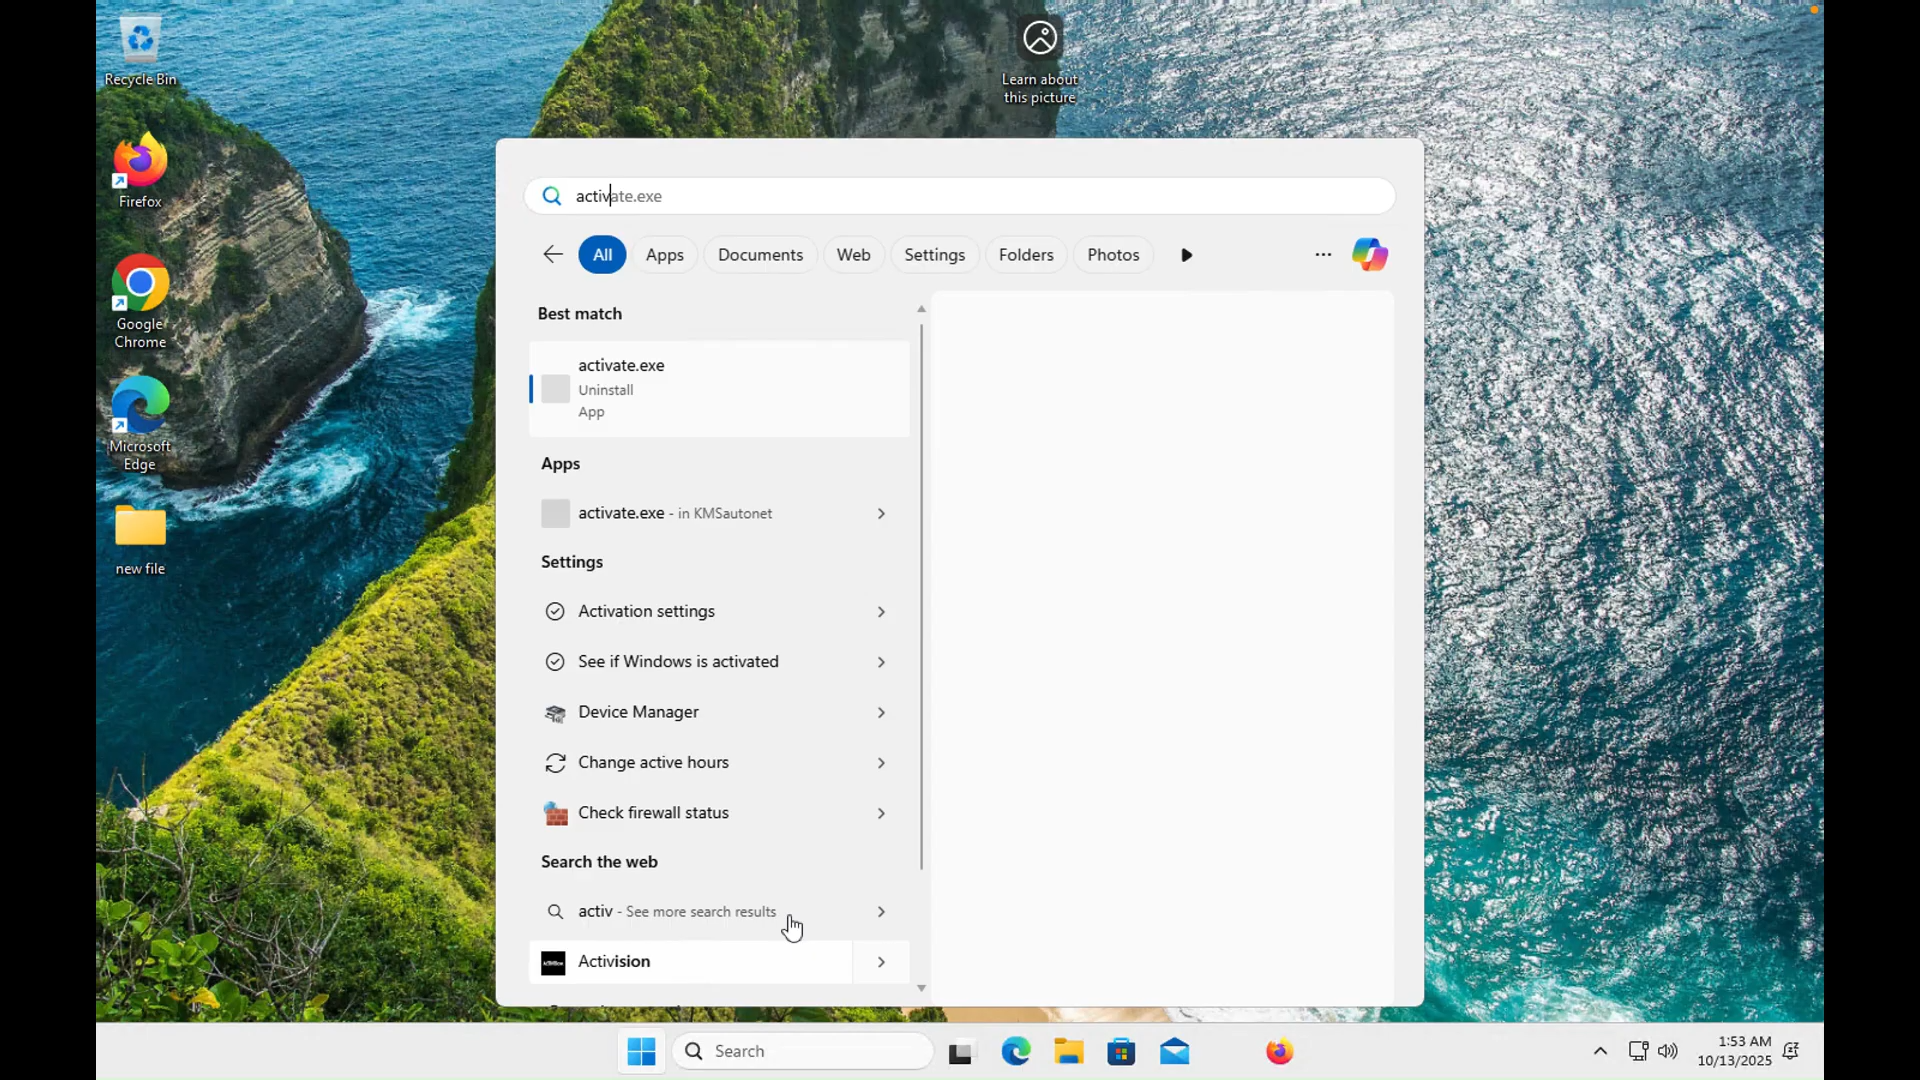 Recycle Bin
Learn about
this picture
Firefox
Google
Chrome
Microsoft
Edge
new file
activate.exe
All
Apps
Documents
Web
Settings
Folders
Photos
Best match
activate.exe
Uninstall
App
Apps
activate.exe - in KMSautonet
Settings
Activation settings
See if Windows is activated
Device Manager
Change active hours
Check firewall status
Search the web
activ - See more search results
Activision
Search
1:53 AM
10/13/2025